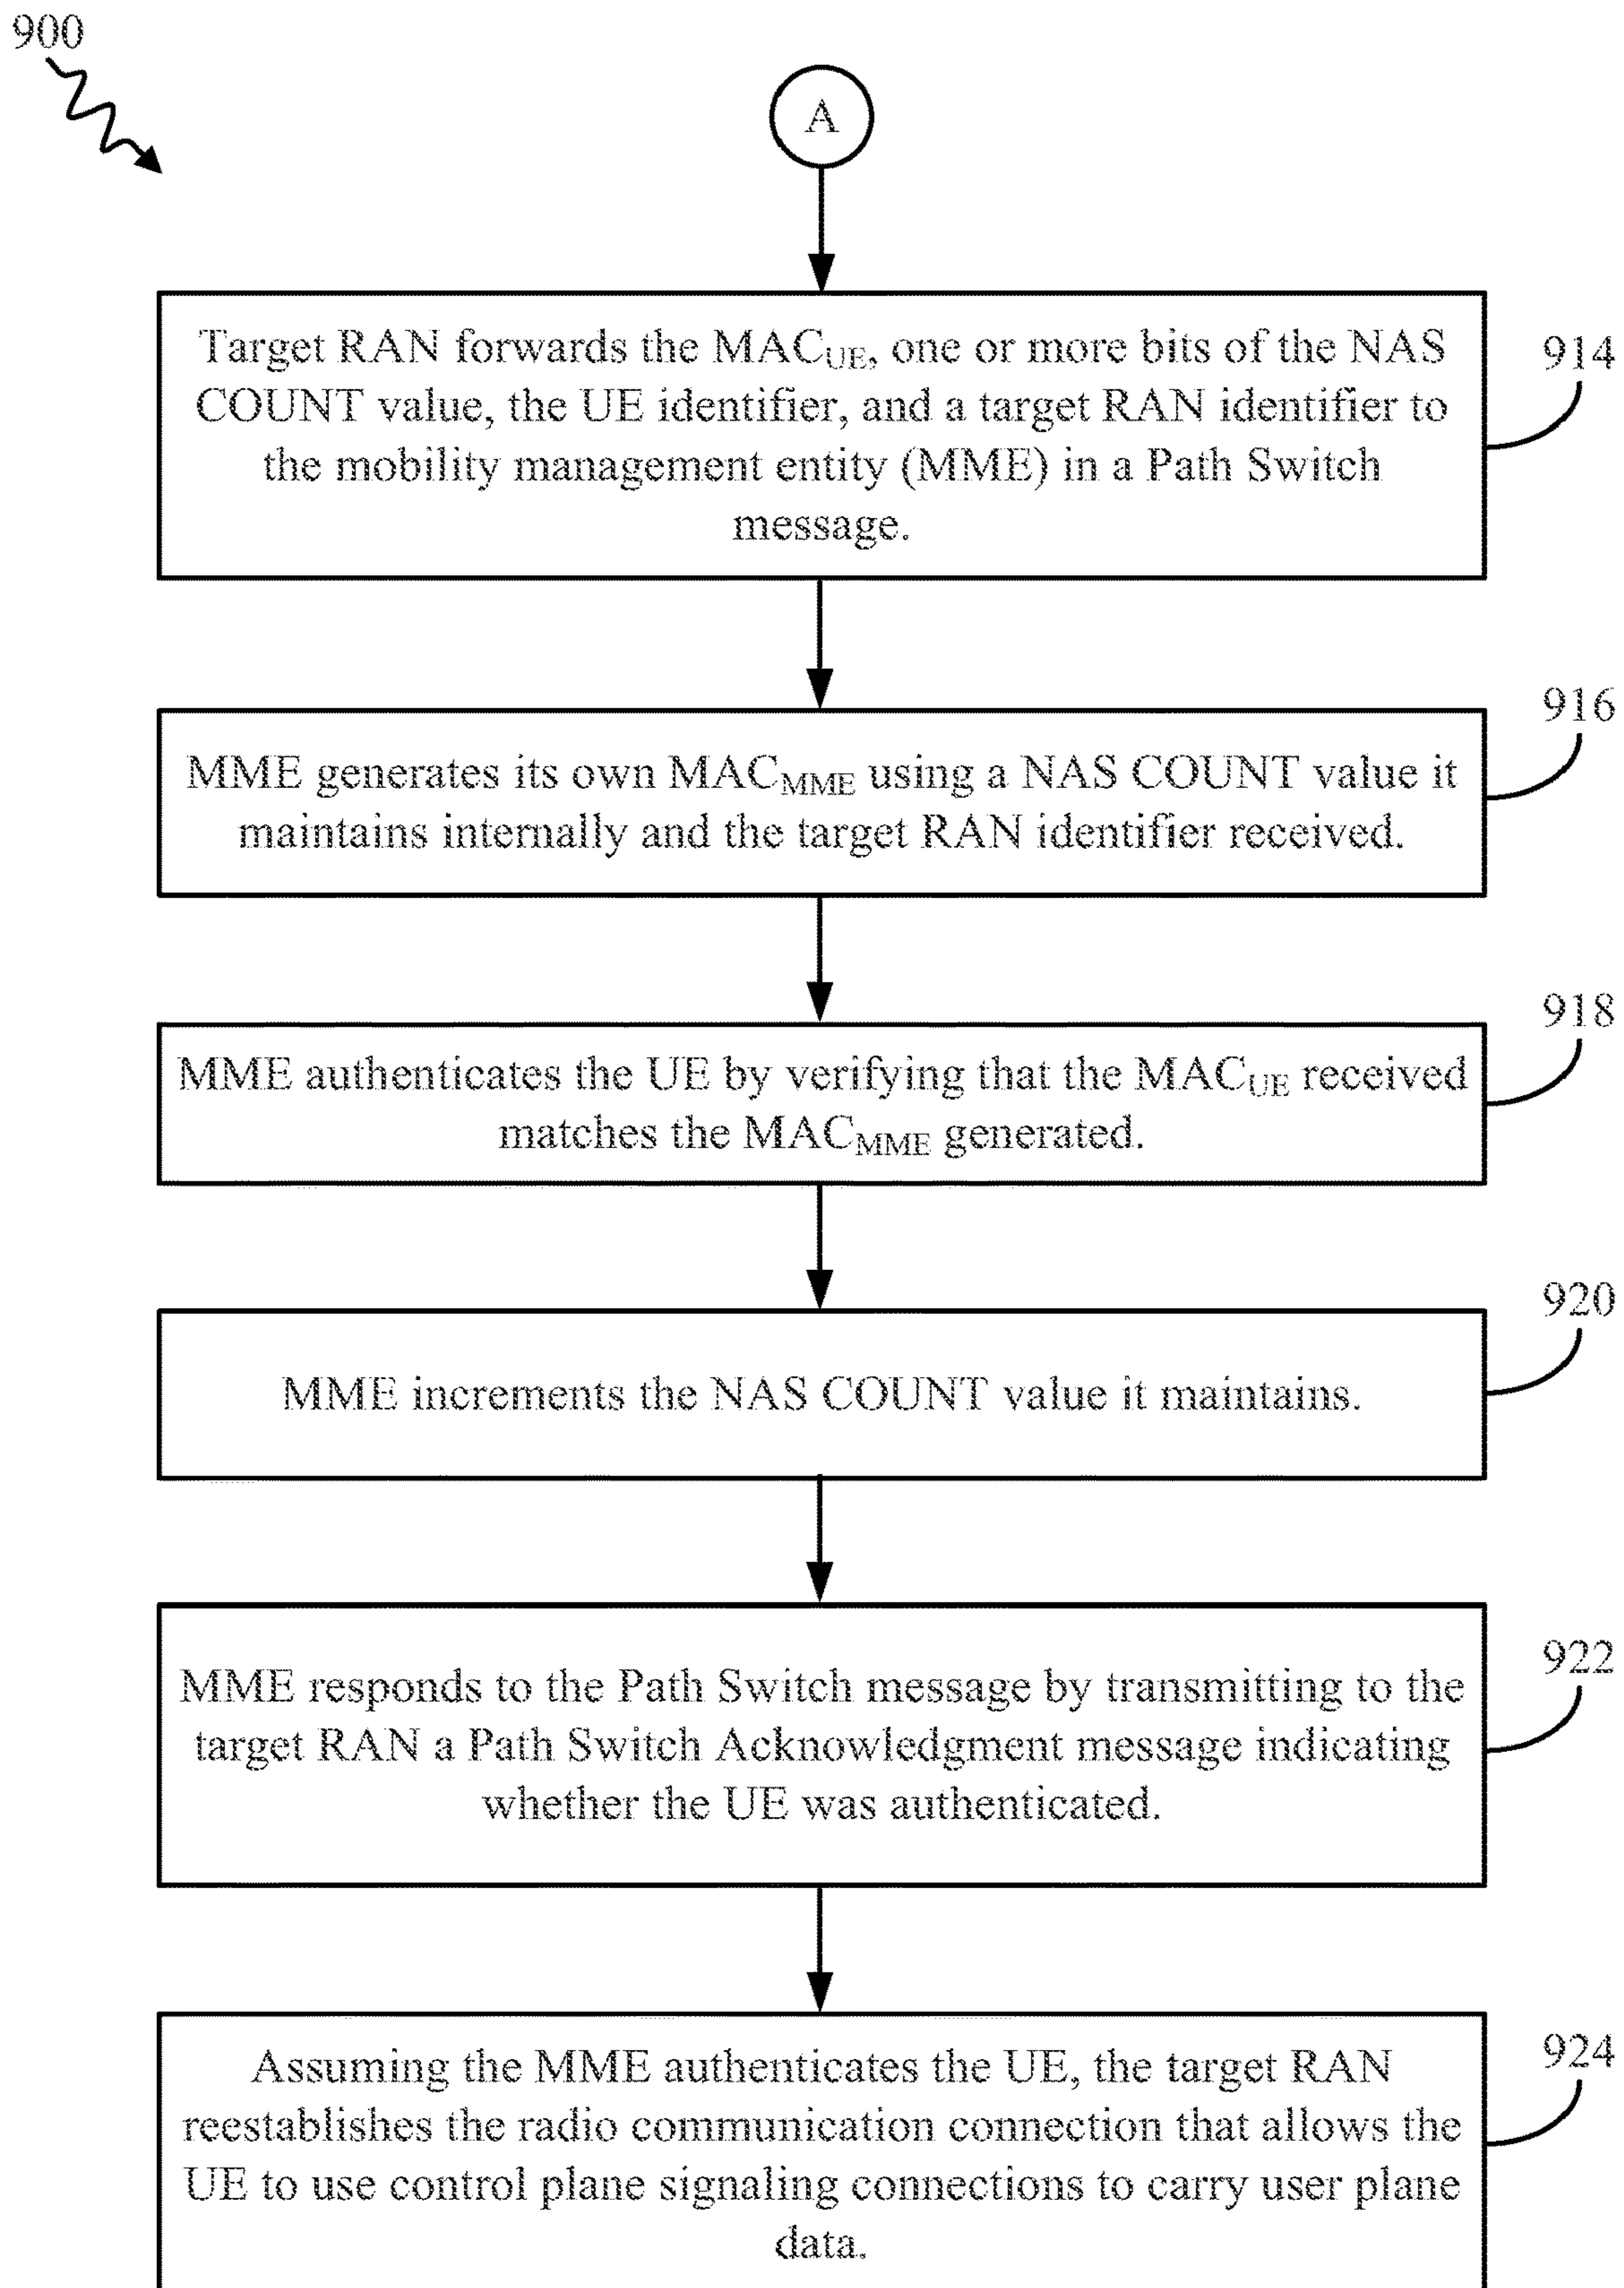 900
A
Target RAN forwards the MAC_UE, one or more bits of the NAS
COUNT value, the UE identifier, and a target RAN identifier to
the mobility management entity (MME) in a Path Switch
message.
914
MME generates its own MAC_MME using a NAS COUNT value it
maintains internally and the target RAN identifier received.
916
MME authenticates the UE by verifying that the MAC_UE received
matches the MAC_MME generated.
918
MME increments the NAS COUNT value it maintains.
920
MME responds to the Path Switch message by transmitting to the
target RAN a Path Switch Acknowledgment message indicating
whether the UE was authenticated.
922
Assuming the MME authenticates the UE, the target RAN
reestablishes the radio communication connection that allows the
UE to use control plane signaling connections to carry user plane
data.
924